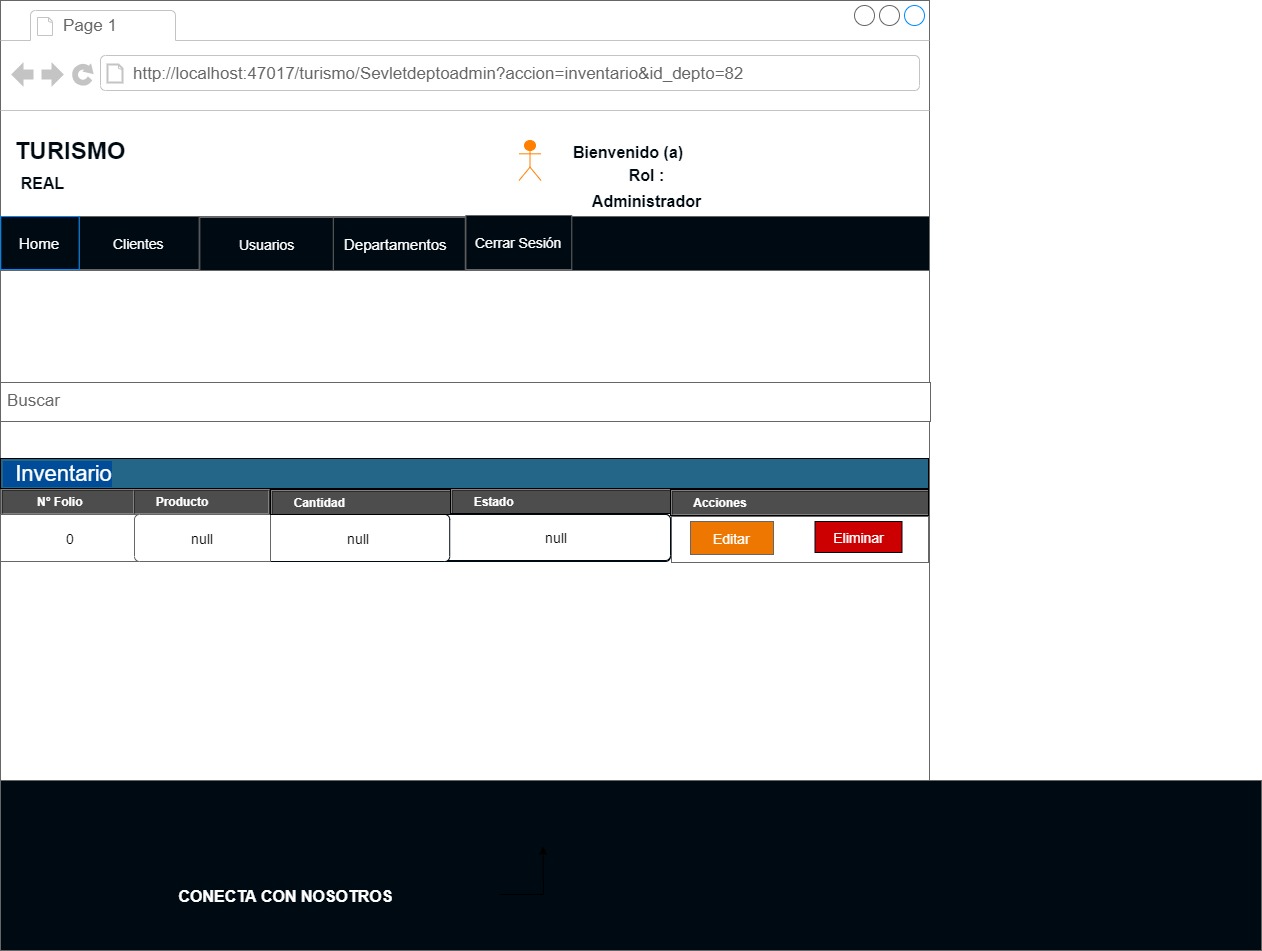 Page 1
http://localhost:47017/turismo/Sevletdeptoadmin?accion=inventario&id_depto=82
TURISMO
REAL
Bienvenido (a)
Rol :
Administrador
Home Clientes Usuarios Departamentos Cerrar Sesión
Buscar
Inventario
Nº Folio Producto Cantidad Estado Acciones
0 null null null Editar Eliminar
CONECTA CON NOSOTROS